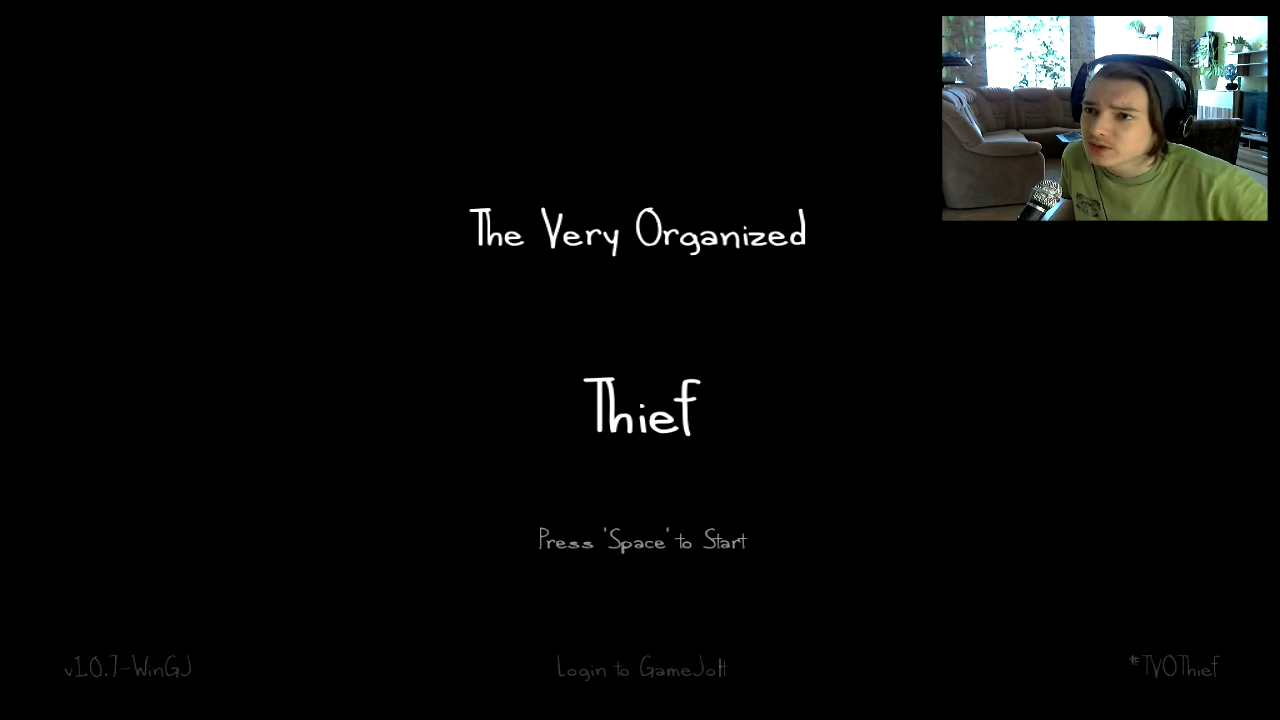 The Very Organized
Thief
Press 'Space' to Start
v1.0.7-WinGJ
Login to GameJolt
#TVOThief